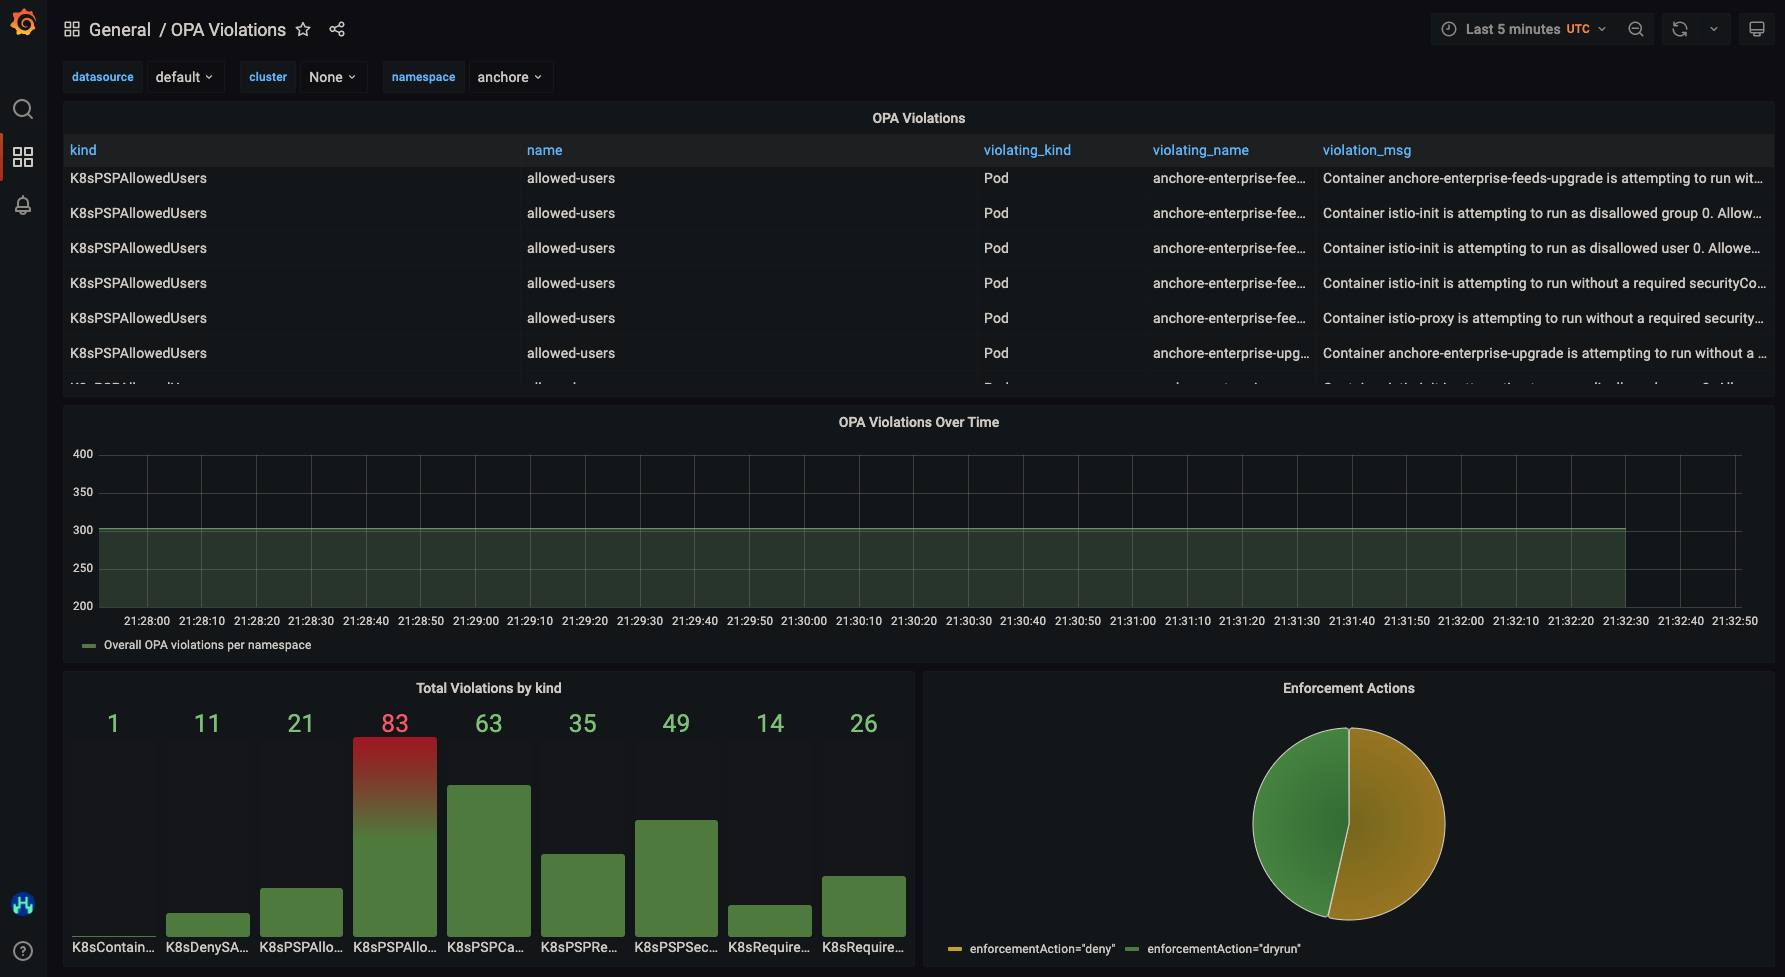 General / OPA Violations
Last 5 minutes UTC
datasource default cluster None namespace anchore
OPA Violations
kind name violating_kind violating_name violation_msg
K8sPSPAllowedUsers allowed-users Pod anchore-enterprise-fee... Container anchore-enterprise-feeds-upgrade is attempting to run wit...
K8sPSPAllowedUsers allowed-users Pod anchore-enterprise-fee... Container istio-init is attempting to run as disallowed group 0. Allow...
K8sPSPAllowedUsers allowed-users Pod anchore-enterprise-fee... Container istio-init is attempting to run as disallowed user 0. Allowe...
K8sPSPAllowedUsers allowed-users Pod anchore-enterprise-fee... Container istio-init is attempting to run without a required securityCo...
K8sPSPAllowedUsers allowed-users Pod anchore-enterprise-fee... Container istio-proxy is attempting to run without a required security...
K8sPSPAllowedUsers allowed-users Pod anchore-enterprise-upg... Container anchore-enterprise-upgrade is attempting to run without a ...
OPA Violations Over Time
400
350
300
250
200
21:28:00 21:28:10 21:28:20 21:28:30 21:28:40 21:28:50 21:29:00 21:29:10 21:29:20 21:29:30 21:29:40 21:29:50 21:30:00 21:30:10 21:30:20 21:30:30 21:30:40 21:30:50 21:31:00 21:31:10 21:31:20 21:31:30 21:31:40 21:31:50 21:32:00 21:32:10 21:32:20 21:32:30 21:32:40 21:32:50
Overall OPA violations per namespace
Total Violations by kind
1 11 21 83 63 35 49 14 26
K8sContain... K8sDenySA... K8sPSPAllo... K8sPSPAllo... K8sPSPCa... K8sPSPRe... K8sPSPSec... K8sRequire... K8sRequire...
Enforcement Actions
enforcementAction="deny" enforcementAction="dryrun"